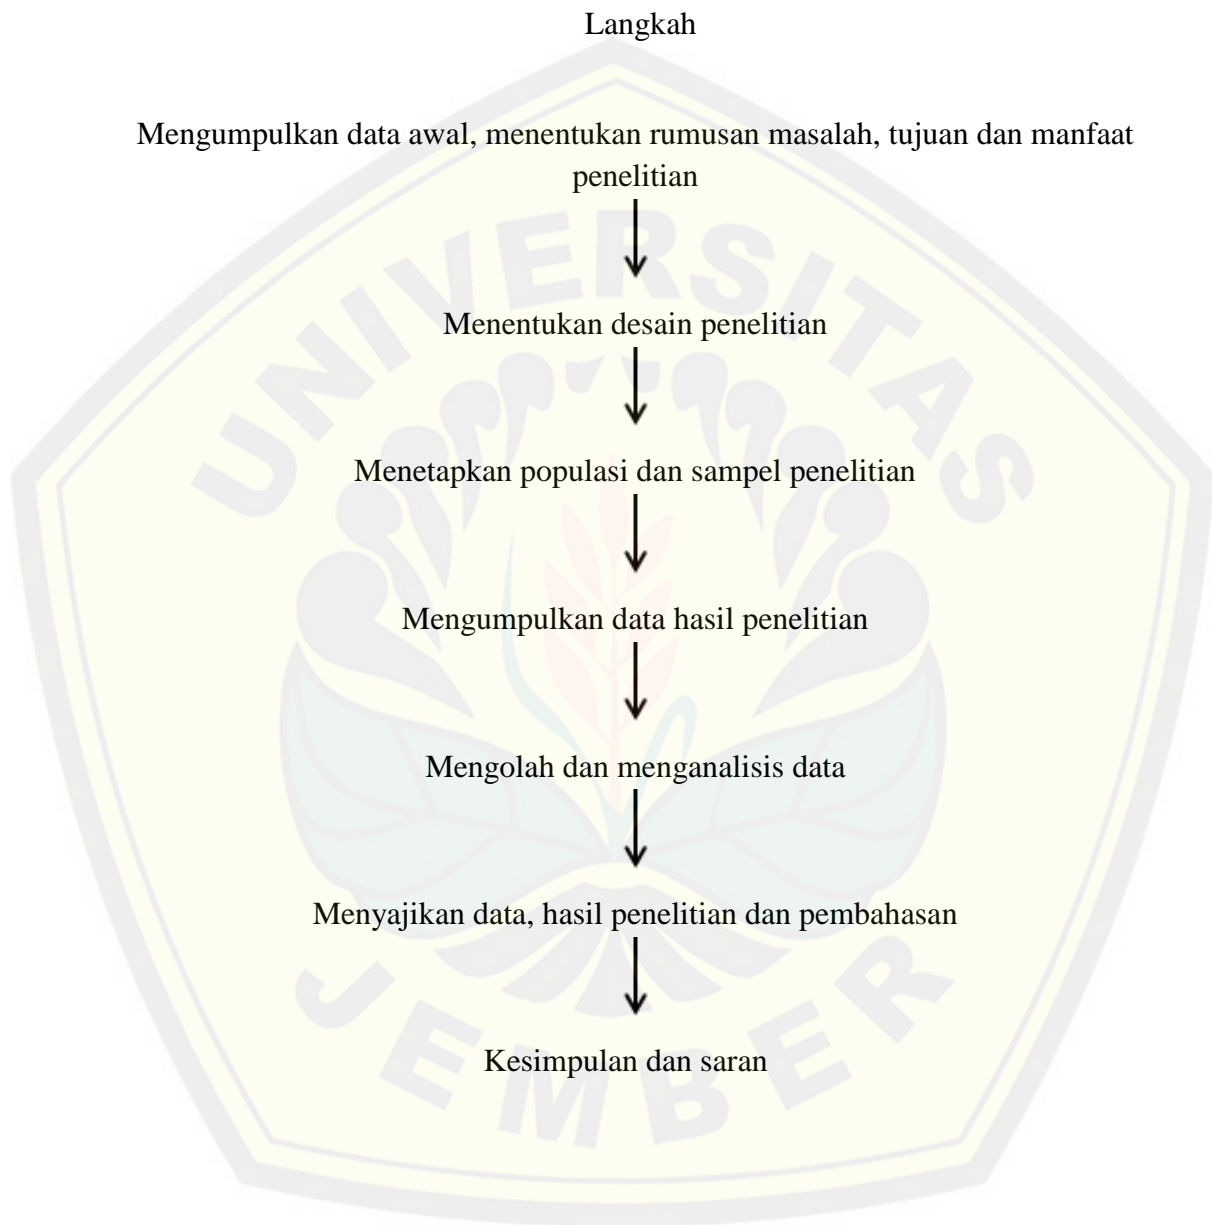 Langkah
Mengumpulkan data awal, menentukan rumusan masalah, tujuan dan manfaat
penelitian
Menentukan desain penelitian
Menetapkan populasi dan sampel penelitian
Mengumpulkan data hasil penelitian
Mengolah dan menganalisis data
Menyajikan data, hasil penelitian dan pembahasan
Kesimpulan dan saran
UNIVERSITAS
JEMBER